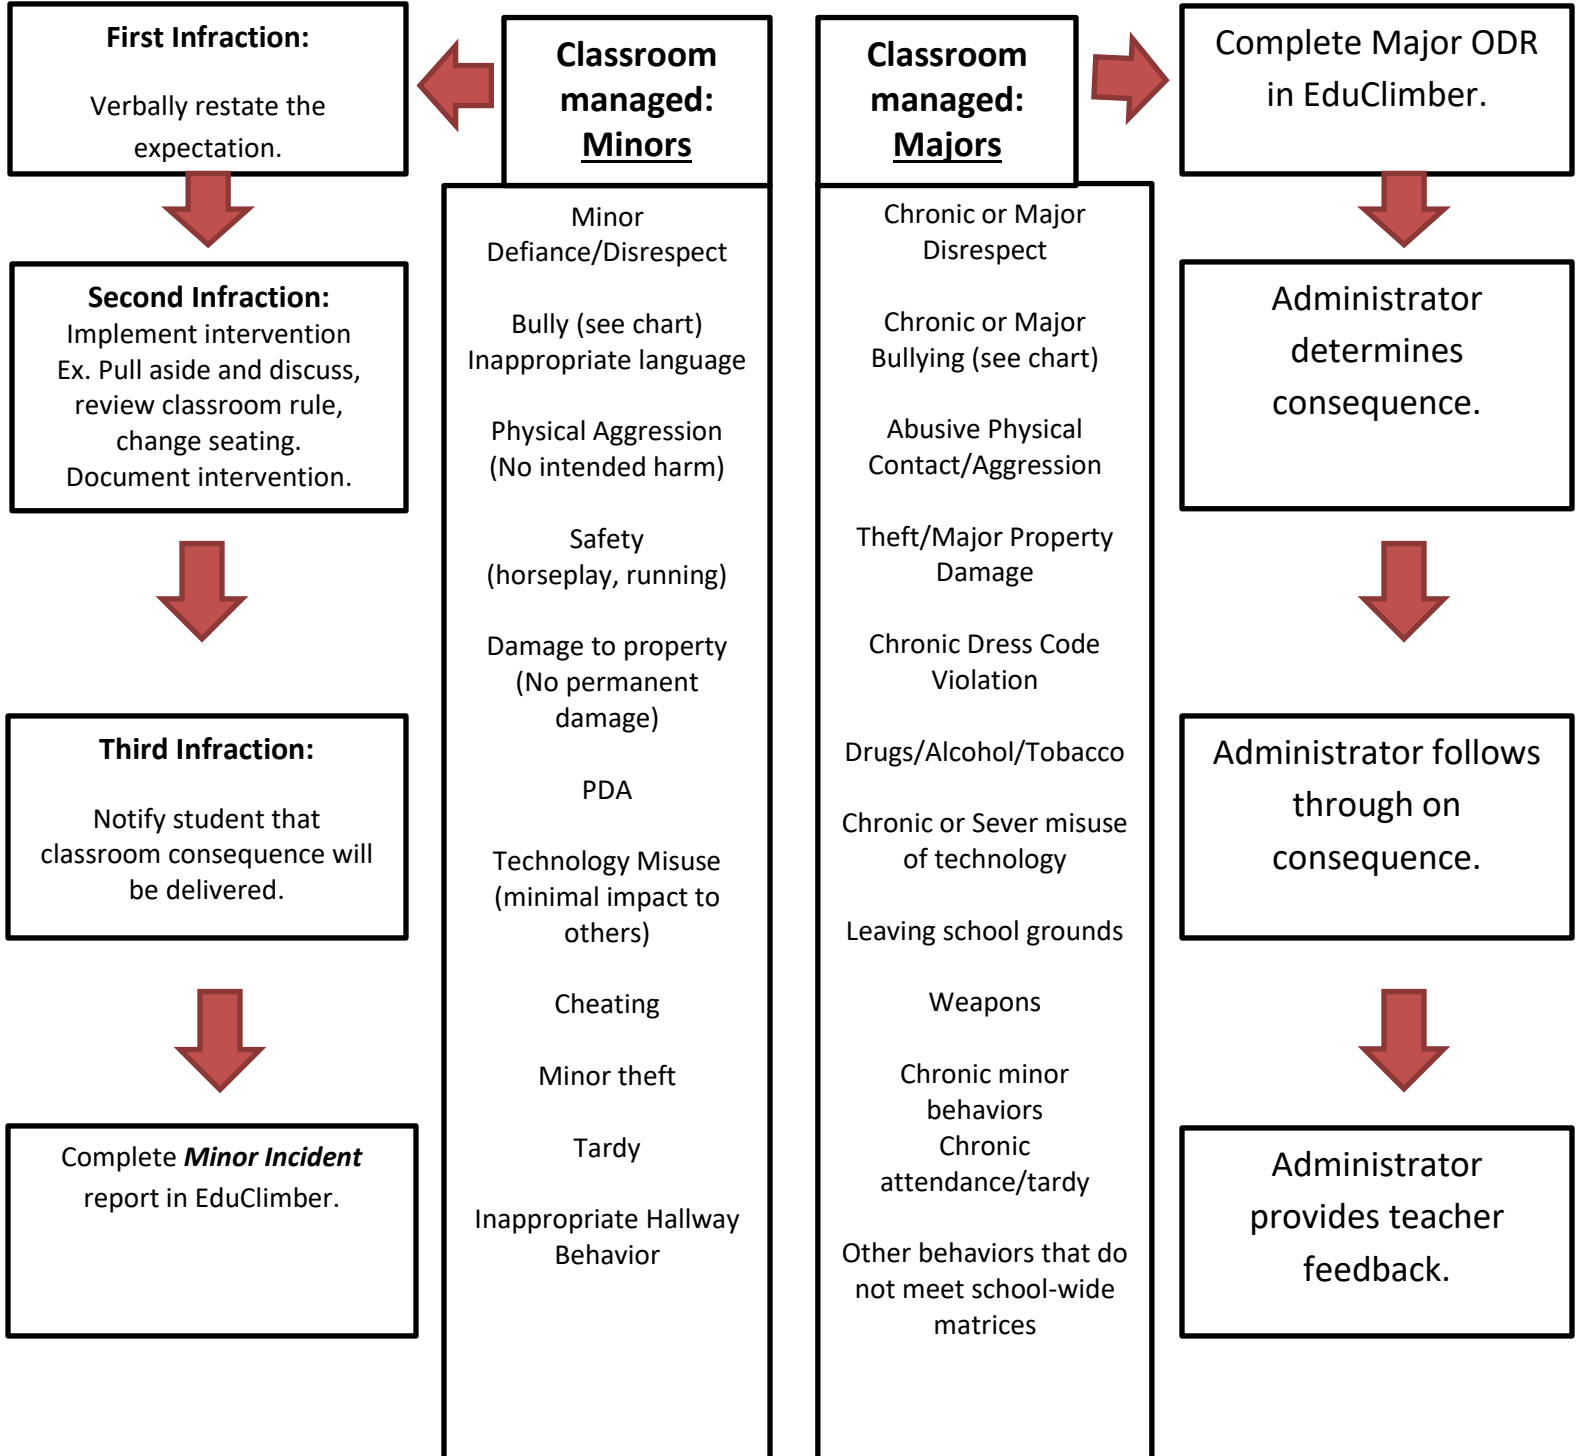 First Infraction:
Verbally restate the
expectation.
Second Infraction:
Implement intervention
Ex. Pull aside and discuss,
review classroom rule,
change seating.
Document intervention.
Third Infraction:
Notify student that
classroom consequence will
be delivered.
Complete Minor Incident
report in EduClimber.
Classroom
managed:
Minors
Minor
Defiance/Disrespect
Bully (see chart)
Inappropriate language
Physical Aggression
(No intended harm)
Safety
(horseplay, running)
Damage to property
(No permanent
damage)
PDA
Technology Misuse
(minimal impact to
others)
Cheating
Minor theft
Tardy
Inappropriate Hallway
Behavior
Classroom
managed:
Majors
Chronic or Major
Disrespect
Chronic or Major
Bullying (see chart)
Abusive Physical
Contact/Aggression
Theft/Major Property
Damage
Chronic Dress Code
Violation
Drugs/Alcohol/Tobacco
Chronic or Sever misuse
of technology
Leaving school grounds
Weapons
Chronic minor
behaviors
Chronic
attendance/tardy
Other behaviors that do
not meet school-wide
matrices
Complete Major ODR
in EduClimber.
Administrator
determines
consequence.
Administrator follows
through on
consequence.
Administrator
provides teacher
feedback.